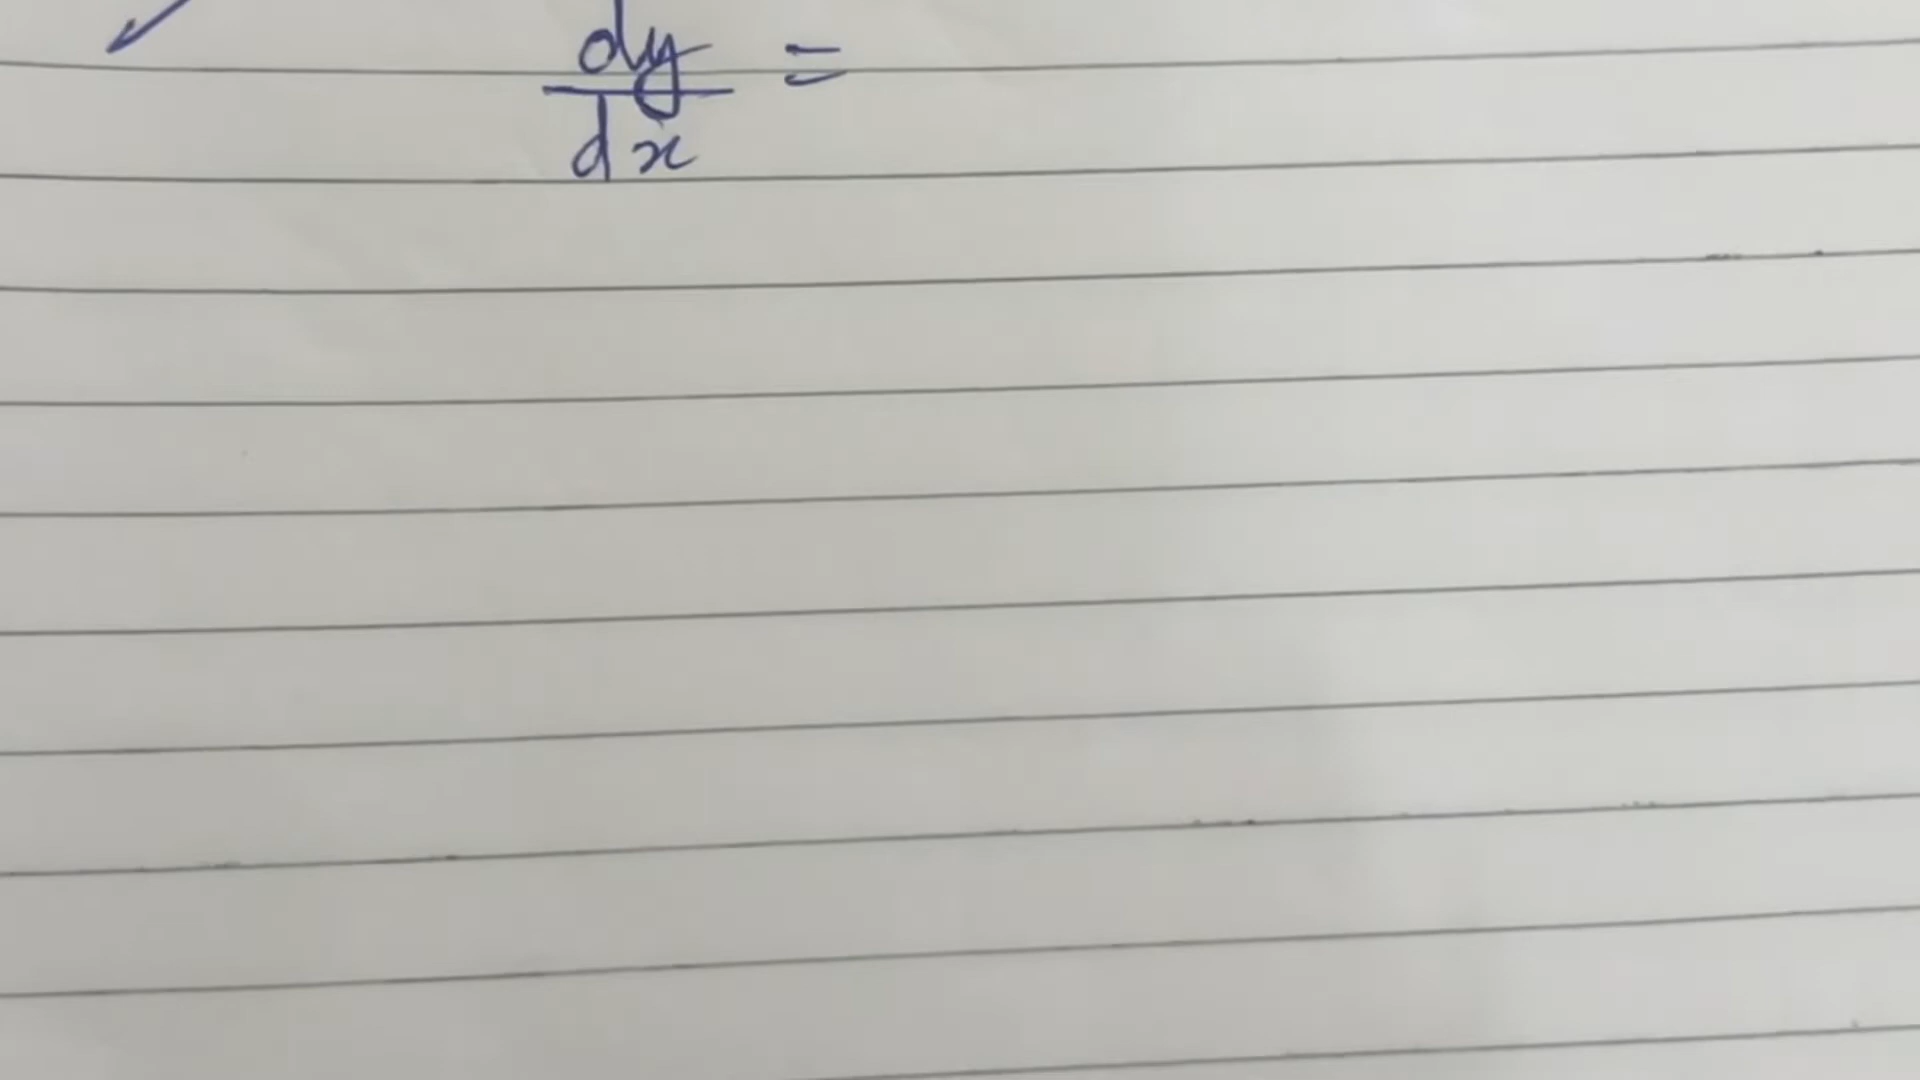 dy/dx =